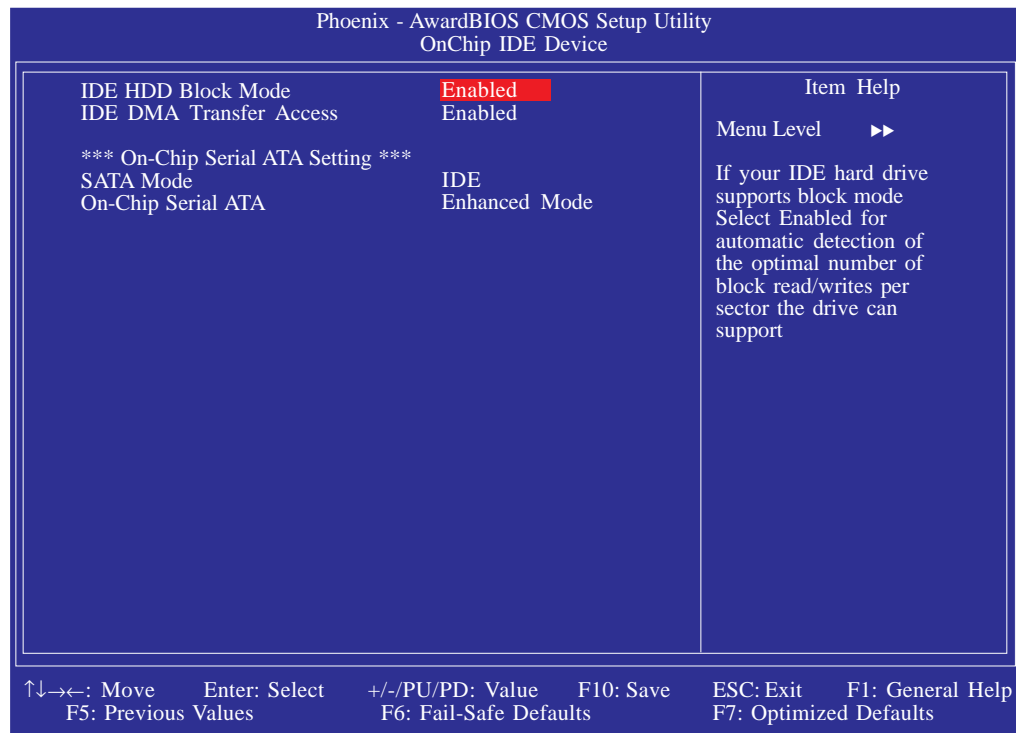 Phoenix - AwardBIOS CMOS Setup Utility
OnChip IDE Device
IDE HDD Block Mode Enabled
IDE DMA Transfer Access Enabled
*** On-Chip Serial ATA Setting ***
SATA Mode IDE
On-Chip Serial ATA Enhanced Mode
Item Help
Menu Level ▶▶
If your IDE hard drive
supports block mode
Select Enabled for
automatic detection of
the optimal number of
block read/writes per
sector the drive can
support
↑↓→←: Move Enter: Select +/-/PU/PD: Value F10: Save ESC: Exit F1: General Help
F5: Previous Values F6: Fail-Safe Defaults F7: Optimized Defaults